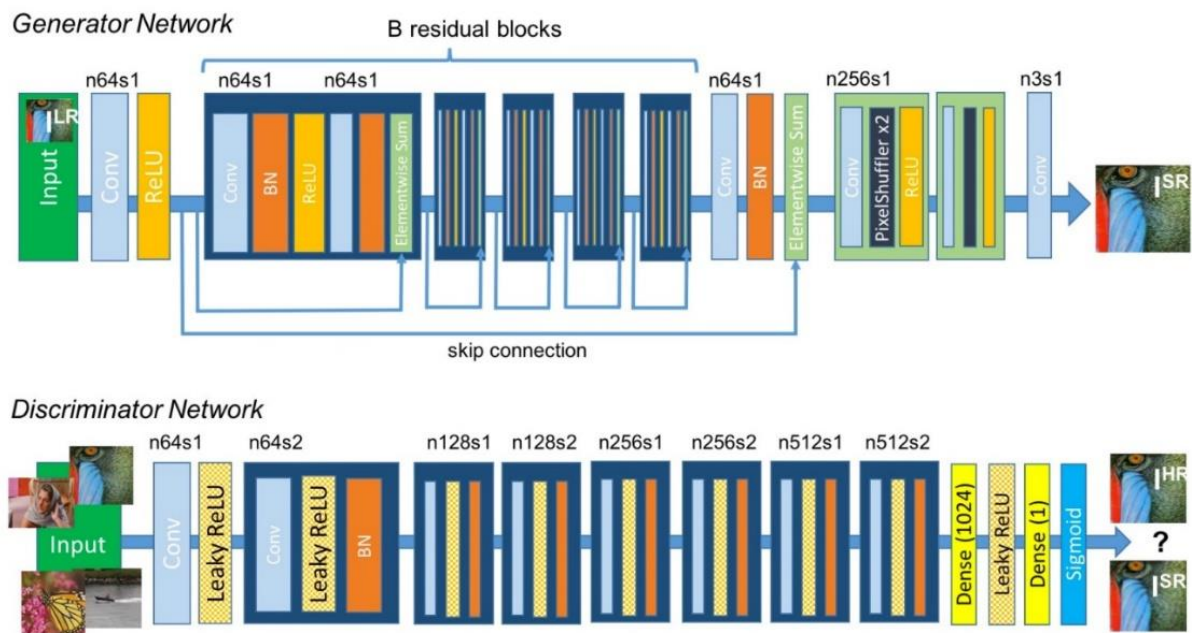 Generator Network
B residual blocks
n64s1
n64s1
n64s1
n64s1
n256s1
n3s1
I^LR
Input
Conv
ReLU
Conv
BN
ReLU
Elementwise Sum
Conv
BN
Elementwise Sum
Conv
PixelShuffler x2
ReLU
Conv
I^SR
skip connection
Discriminator Network
n64s1
n64s2
n128s1
n128s2
n256s1
n256s2
n512s1
n512s2
Input
Conv
Leaky ReLU
Conv
Leaky ReLU
BN
Dense (1024)
Leaky ReLU
Dense (1)
Sigmoid
I^HR
?
I^SR